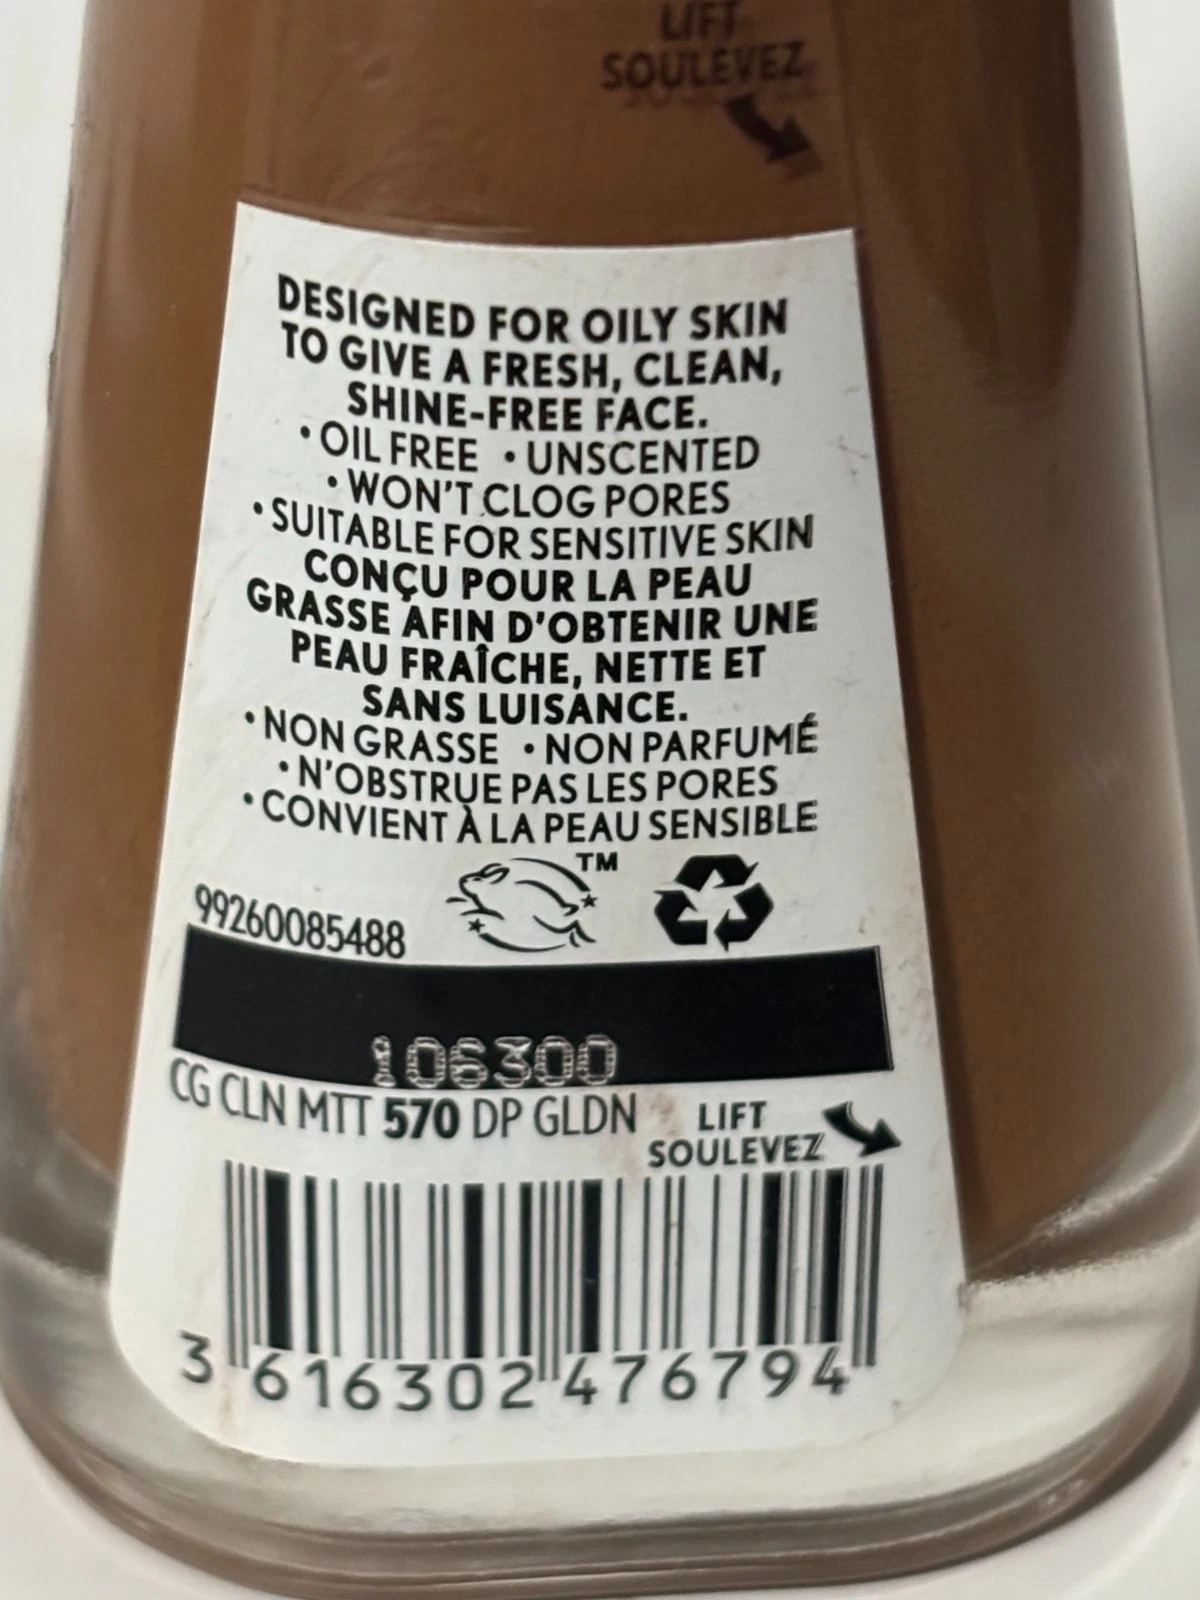 LIFT
SOULEVEZ
DESIGNED FOR OILY SKIN
TO GIVE A FRESH, CLEAN,
SHINE-FREE FACE.
• OIL FREE • UNSCENTED
• WON'T CLOG PORES
• SUITABLE FOR SENSITIVE SKIN
CONÇU POUR LA PEAU
GRASSE AFIN D'OBTENIR UNE
PEAU FRAÎCHE, NETTE ET
SANS LUISANCE.
• NON GRASSE • NON PARFUMÉ
• N'OBSTRUE PAS LES PORES
• CONVIENT À LA PEAU SENSIBLE
TM
99260085488
106300
CG CLN MTT 570 DP GLDN
LIFT
SOULEVEZ
3 616302 476794